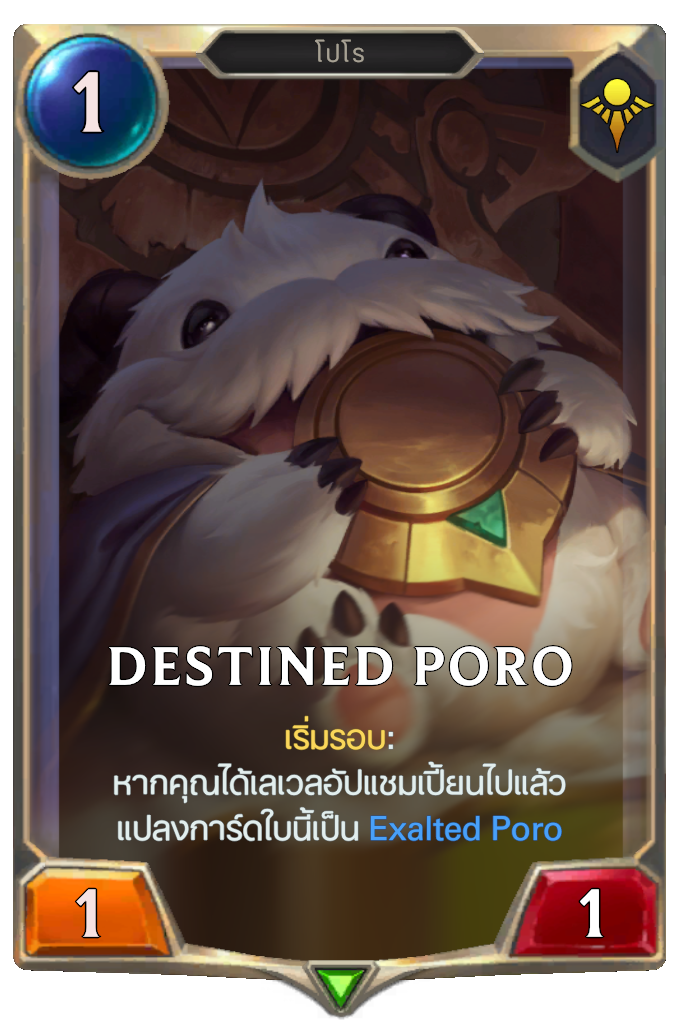 1
โปโร
DESTINED PORO
เริ่มรอบ:
หากคุณได้เลเวลอัปแชมเปี้ยนไปแล้ว
แปลงการ์ดใบนี้เป็น Exalted Poro
1
1